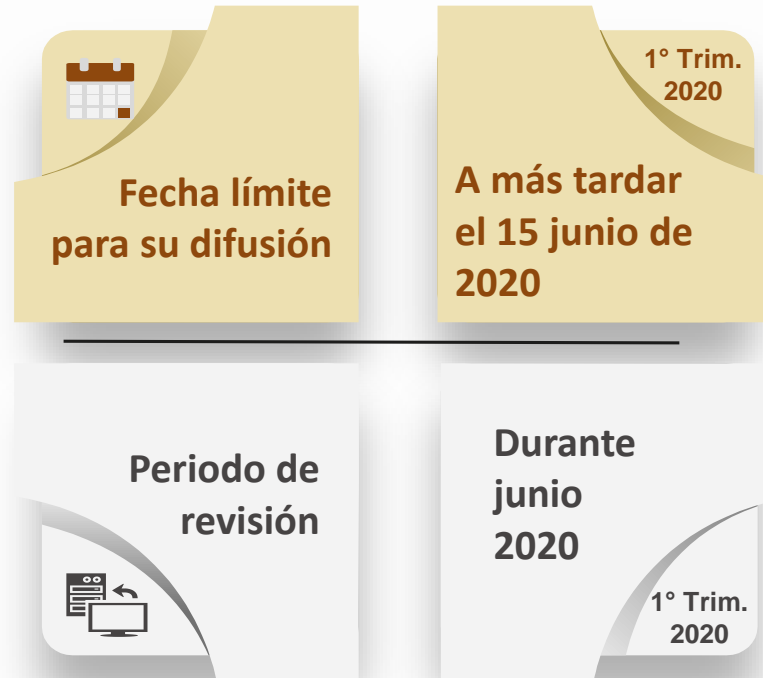 Fecha límite
para su difusión
1° Trim.
2020
A más tardar
el 15 junio de
2020
Periodo de
revisión
Durante
junio
2020
1° Trim.
2020